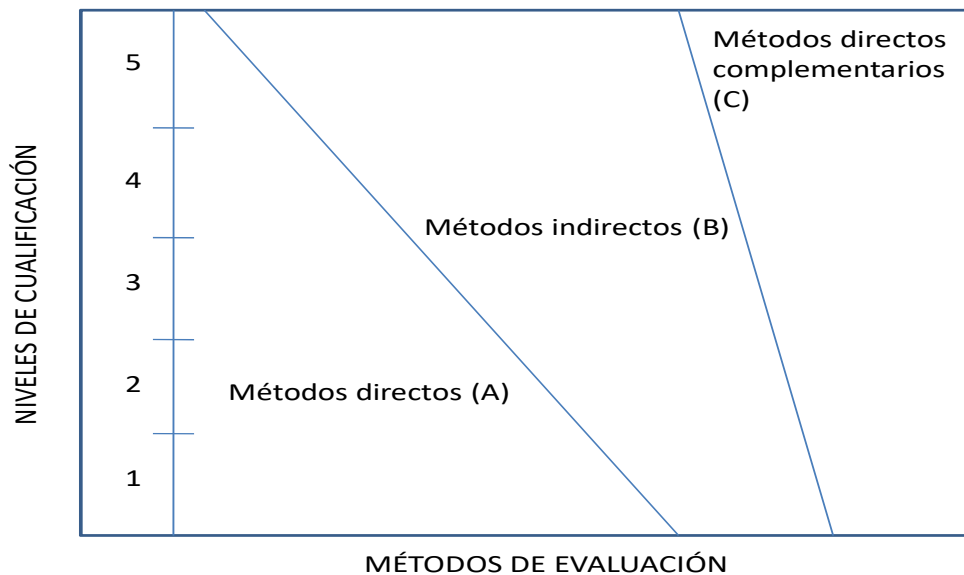 Métodos directos
complementarios
(C)
5
4
Métodos indirectos (B)
3
2
Métodos directos (A)
1
NIVELES DE CUALIFICACIÓN
MÉTODOS DE EVALUACIÓN